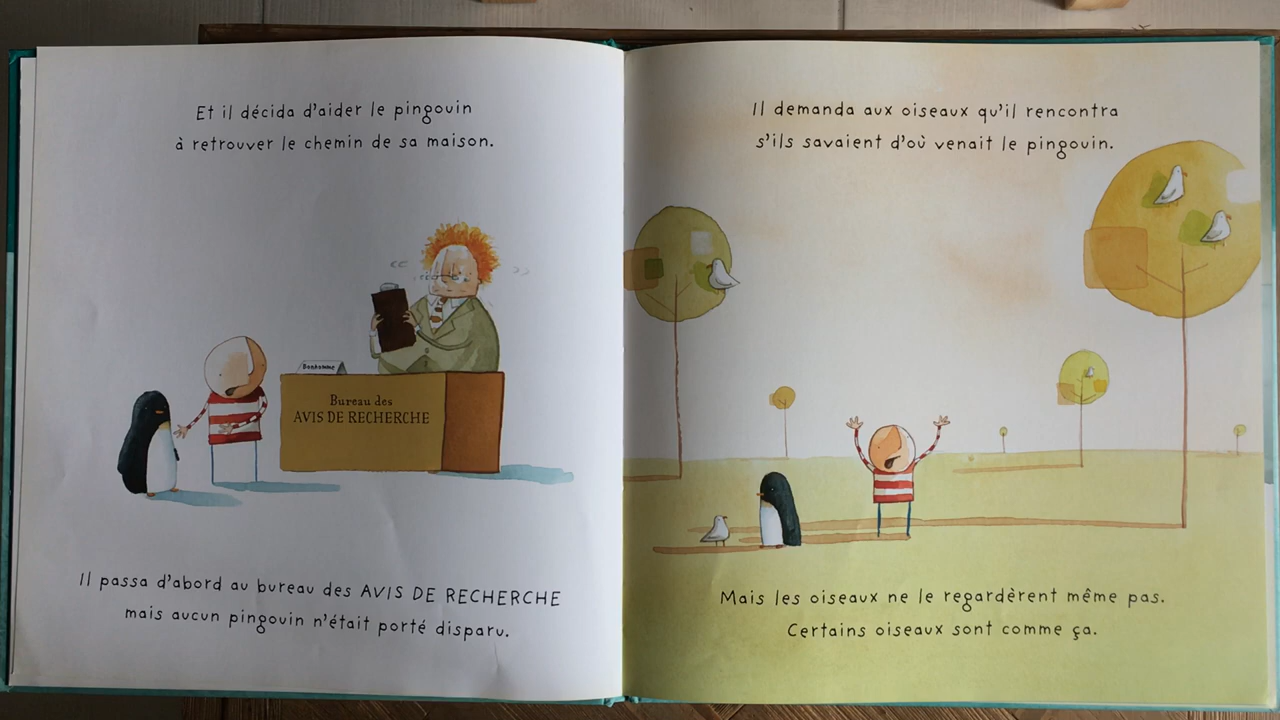 Et il décida d'aider le pingouin
à retrouver le chemin de sa maison.
Bonhomme
Bureau des
AVIS DE RECHERCHE
Il passa d'abord au bureau des AVIS DE RECHERCHE
mais aucun pingouin n'était porté disparu.
Il demanda aux oiseaux qu'il rencontra
s'ils savaient d'où venait le pingouin.
Mais les oiseaux ne le regardèrent même pas.
Certains oiseaux sont comme ça.